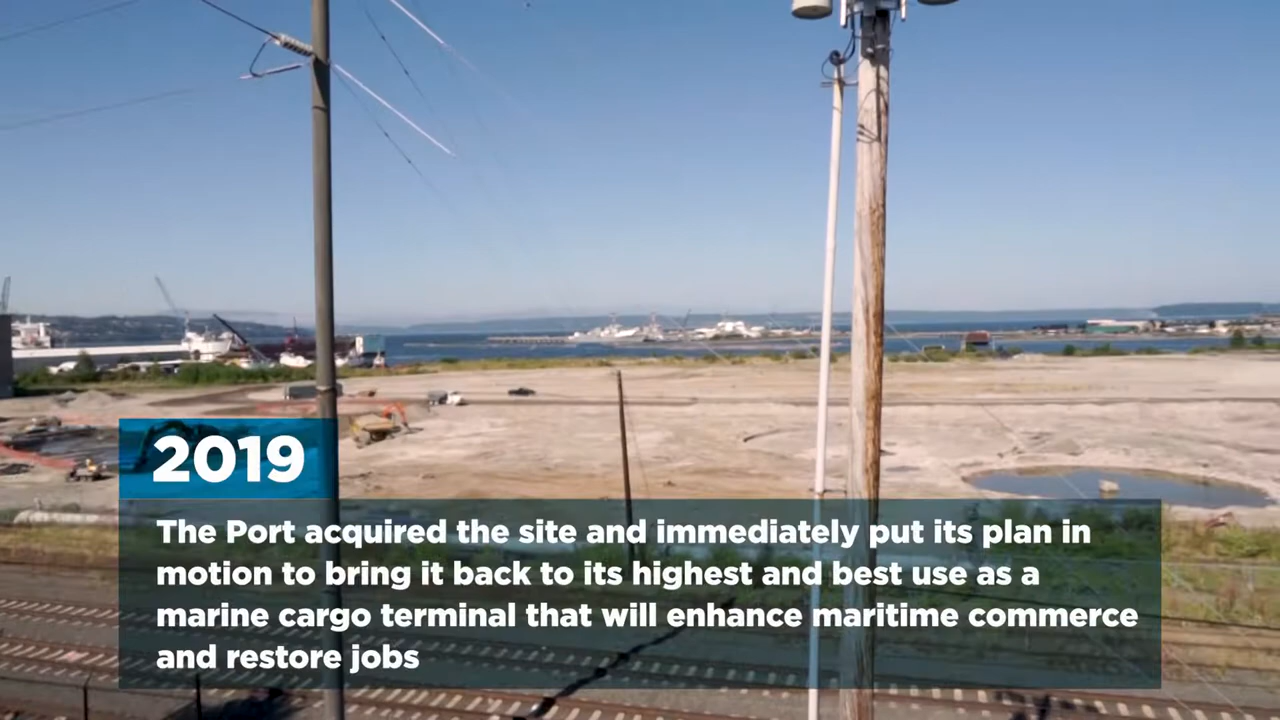 2019
The Port acquired the site and immediately put its plan in
motion to bring it back to its highest and best use as a
marine cargo terminal that will enhance maritime commerce
and restore jobs